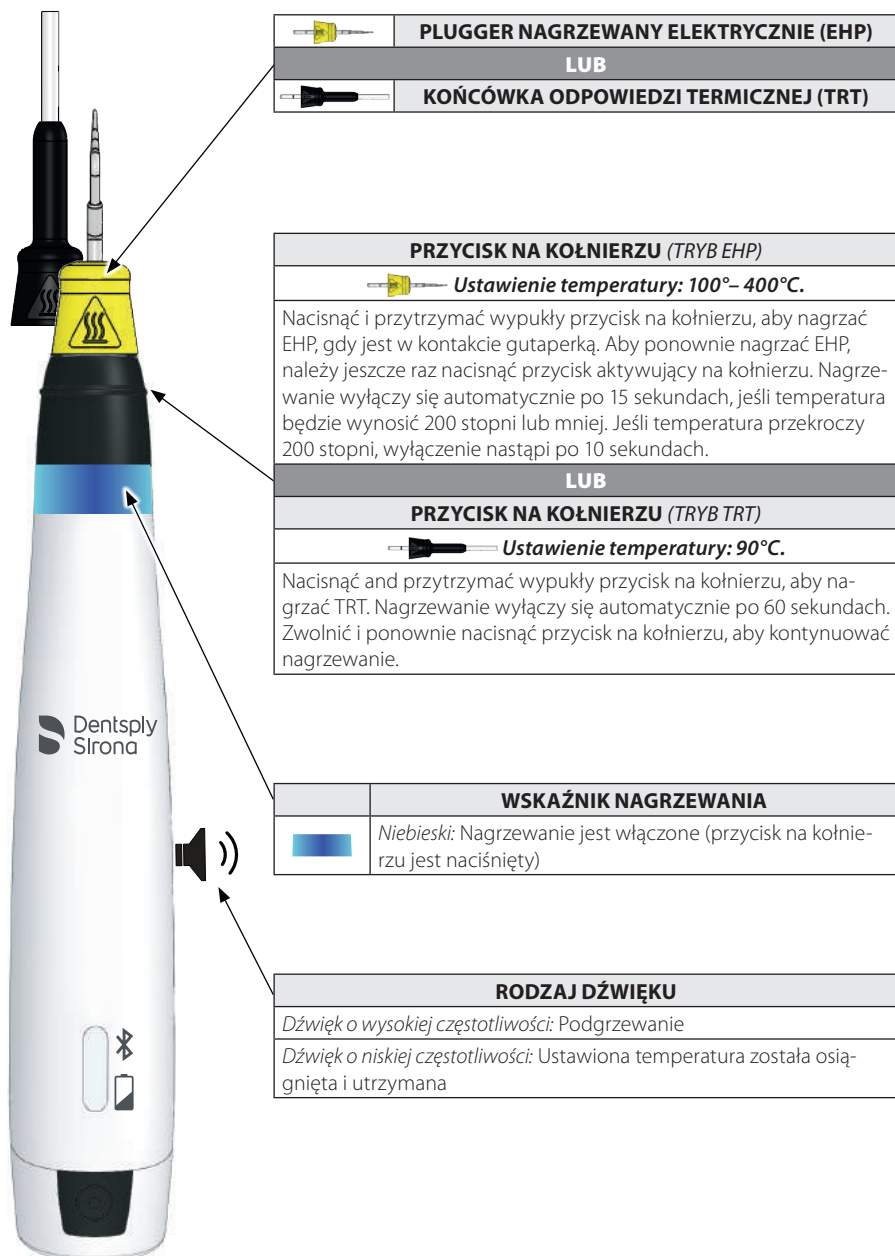 PLUGGER NAGRZEWANY ELEKTRYCZNIE (EHP)
LUB
KOŃCÓWKA ODPOWIEDZI TERMICZNEJ (TRT)
PRZYCISK NA KOŁNIERZU (TRYB EHP)
Ustawienie temperatury: 100°– 400°C.
Nacisnąć i przytrzymać wypukły przycisk na kołnierzu, aby nagrzać
EHP, gdy jest w kontakcie gutaperką. Aby ponownie nagrzać EHP,
należy jeszcze raz nacisnąć przycisk aktywujący na kołnierzu. Nagrze-
wanie wyłączy się automatycznie po 15 sekundach, jeśli temperatura
będzie wynosić 200 stopni lub mniej. Jeśli temperatura przekroczy
200 stopni, wyłączenie nastąpi po 10 sekundach.
LUB
PRZYCISK NA KOŁNIERZU (TRYB TRT)
Ustawienie temperatury: 90°C.
Nacisnąć and przytrzymać wypukły przycisk na kołnierzu, aby na-
grzać TRT. Nagrzewanie wyłączy się automatycznie po 60 sekundach.
Zwolnić i ponownie nacisnąć przycisk na kołnierzu, aby kontynuować
nagrzewanie.
Dentsply
Sirona
WSKAŹNIK NAGRZEWANIA
Niebieski: Nagrzewanie jest włączone (przycisk na kołnie-
rzu jest naciśnięty)
RODZAJ DŹWIĘKU
Dźwięk o wysokiej częstotliwości: Podgrzewanie
Dźwięk o niskiej częstotliwości: Ustawiona temperatura została osią-
gnięta i utrzymana